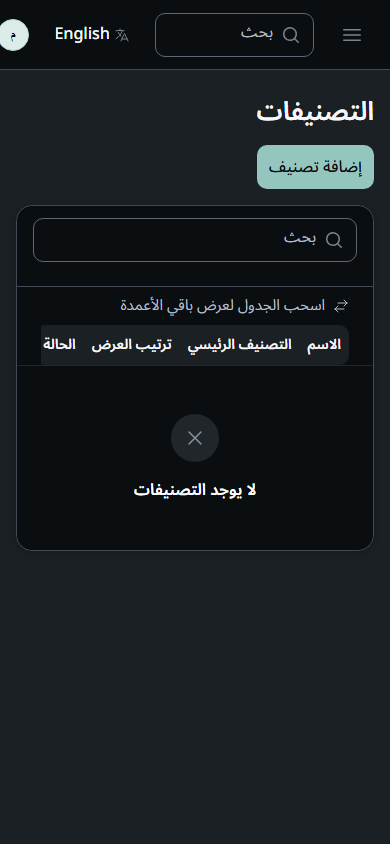 بحث
English
م
التصنيفات
إضافة تصنيف
بحث
اسحب الجدول لعرض باقي الأعمدة
الاسم التصنيف الرئيسي ترتيب العرض الحالة
لا يوجد التصنيفات